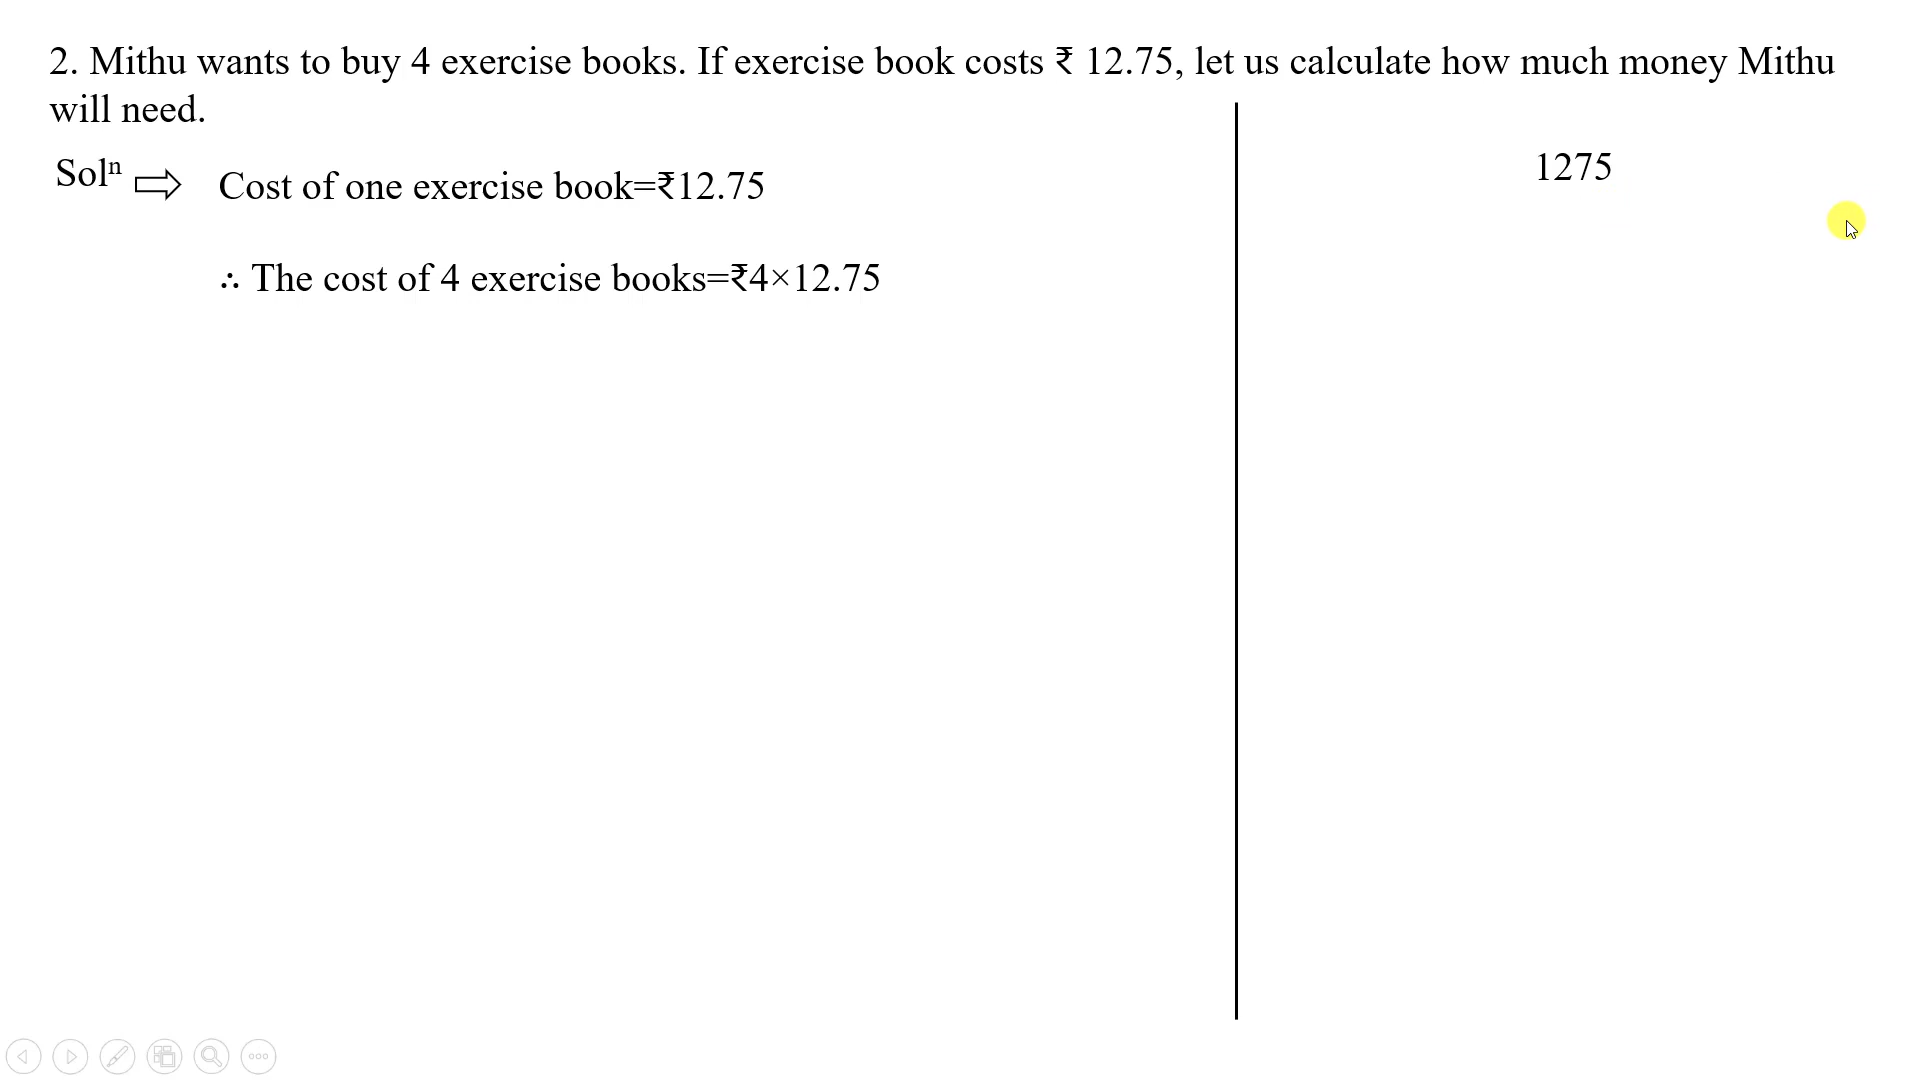 2. Mithu wants to buy 4 exercise books. If exercise book costs ₹ 12.75, let us calculate how much money Mithu
will need.
Solⁿ ⇨ Cost of one exercise book=₹12.75
∴ The cost of 4 exercise books=₹4×12.75
1275